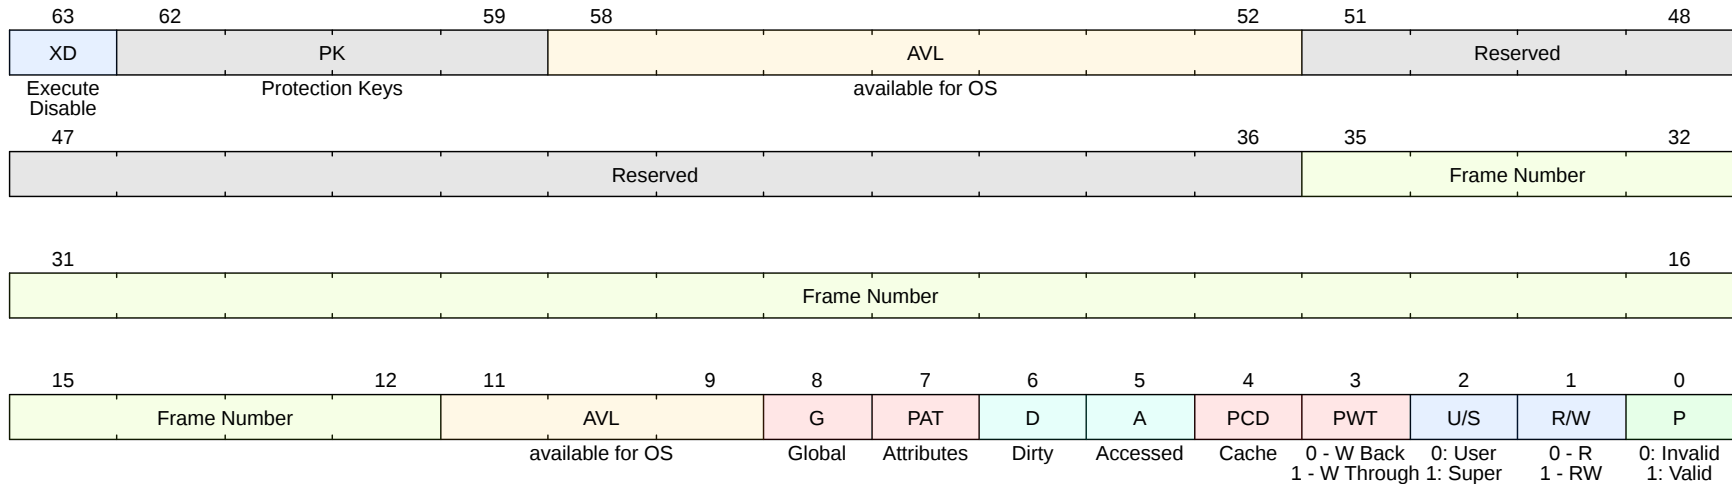 63 62 59 58 52 51 48
XD PK AVL Reserved
Execute Protection Keys available for OS
Disable
47 36 35 32
Reserved Frame Number
31 16
Frame Number
15 12 11 9 8 7 6 5 4 3 2 1 0
Frame Number AVL G PAT D A PCD PWT U/S R/W P
available for OS Global Attributes Dirty Accessed Cache 0 - W Back 0: User 0 - R 0: Invalid
1 - W Through 1: Super 1 - RW 1: Valid